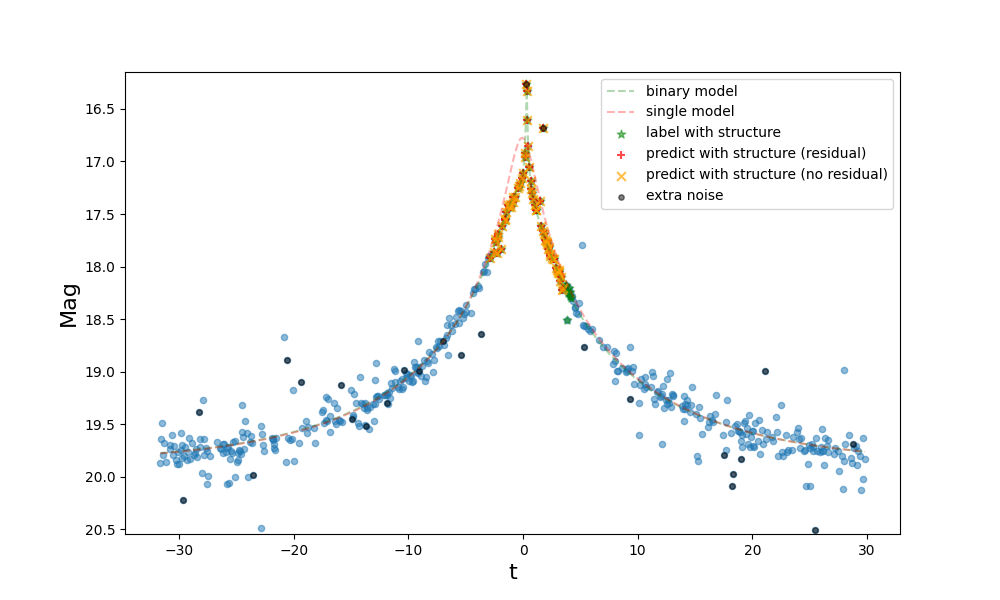 binary model
single model
label with structure
predict with structure (residual)
predict with structure (no residual)
extra noise
16.5
17.0
17.5
18.0
18.5
19.0
19.5
20.0
20.5
Mag
−30
−20
−10
0
10
20
30
t